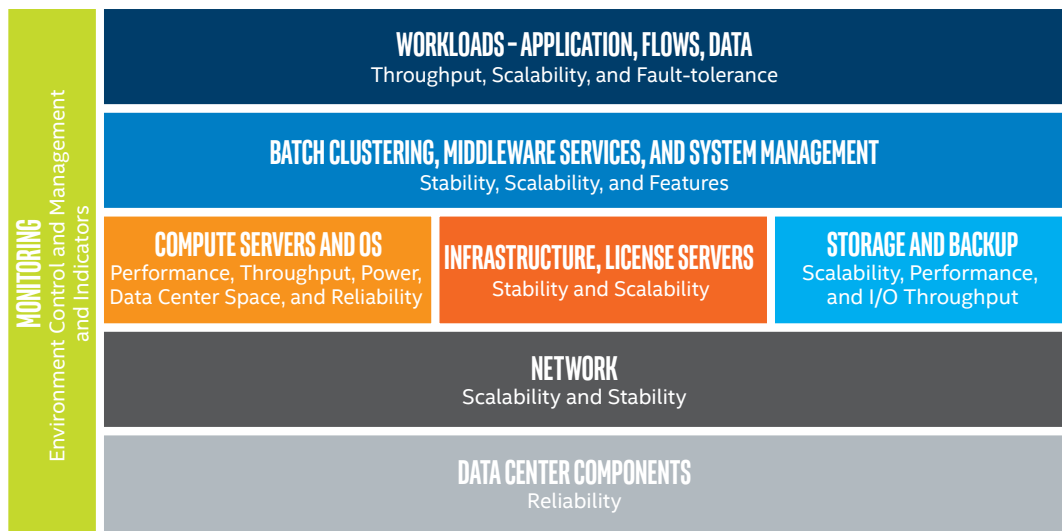 MONITORING
Environment Control and Management
and Indicators
WORKLOADS – APPLICATION, FLOWS, DATA
Throughput, Scalability, and Fault-tolerance
BATCH CLUSTERING, MIDDLEWARE SERVICES, AND SYSTEM MANAGEMENT
Stability, Scalability, and Features
COMPUTE SERVERS AND OS
Performance, Throughput, Power,
Data Center Space, and Reliability
INFRASTRUCTURE, LICENSE SERVERS
Stability and Scalability
STORAGE AND BACKUP
Scalability, Performance,
and I/O Throughput
NETWORK
Scalability and Stability
DATA CENTER COMPONENTS
Reliability